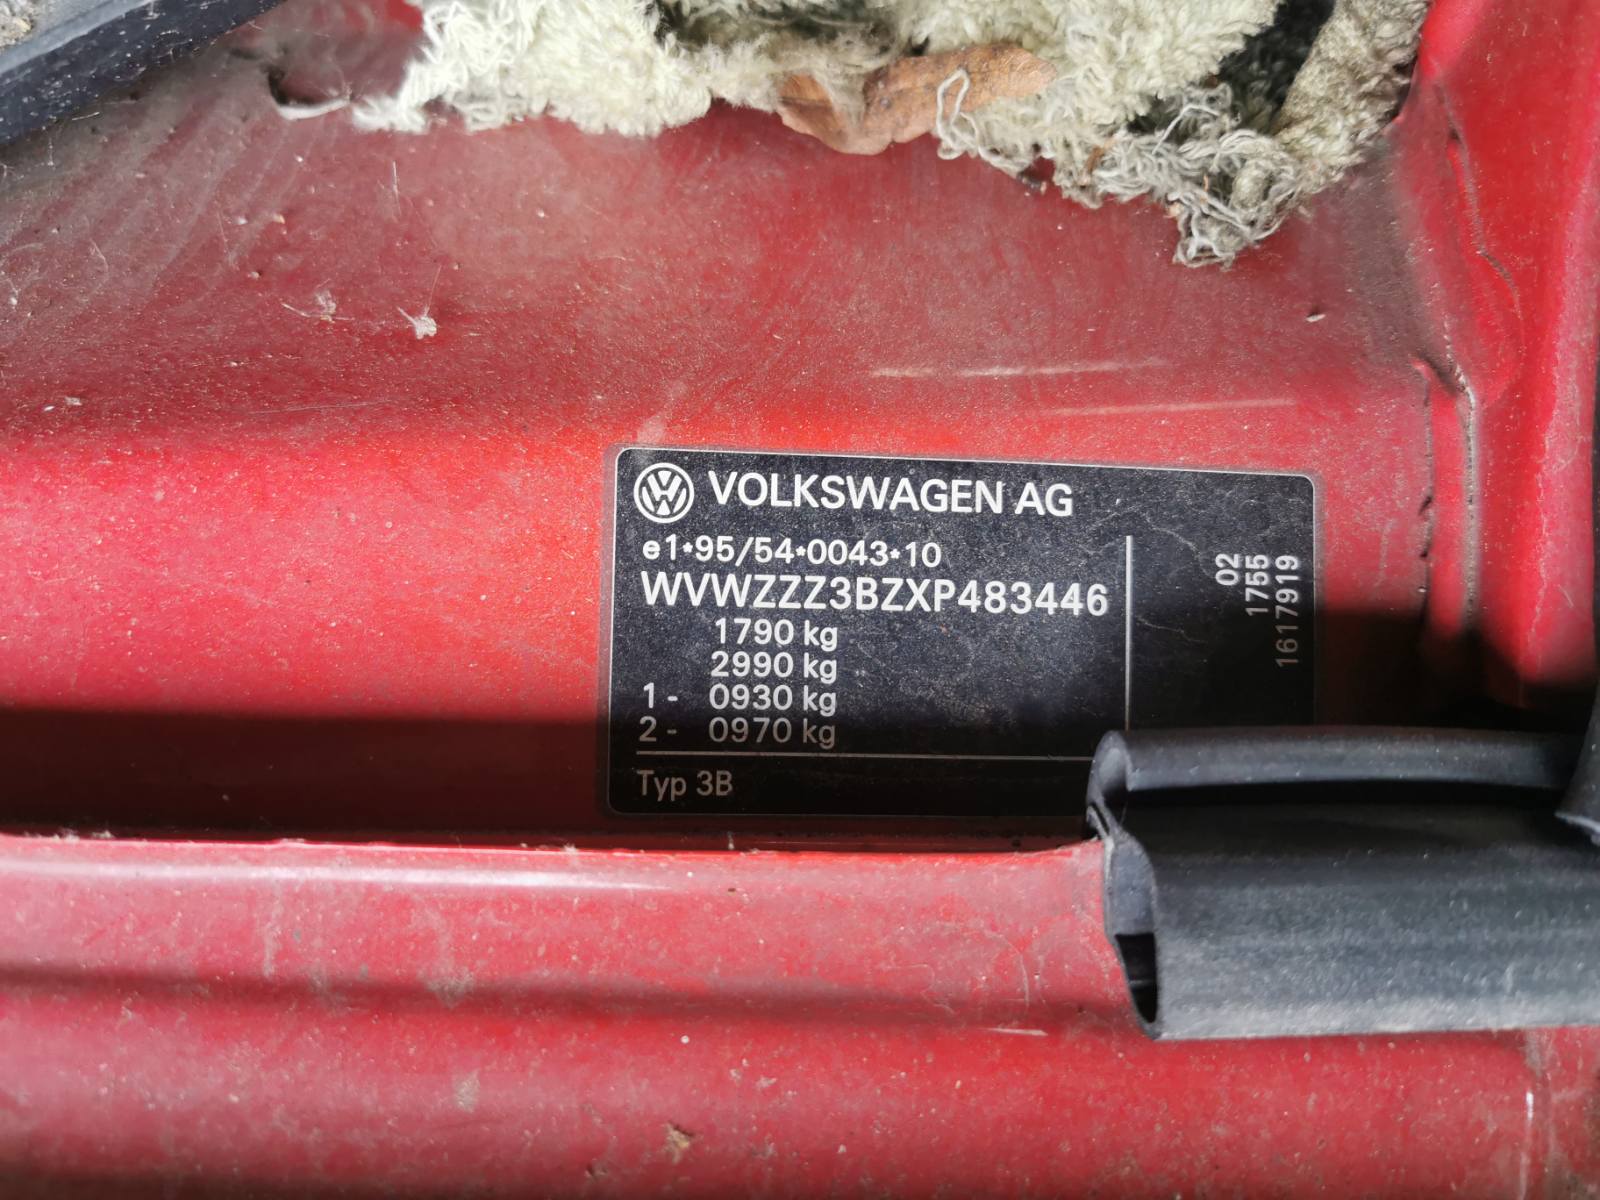 VOLKSWAGEN AG
e1*95/54*0043*10
WVWZZZ3BZXP483446
1790 kg
2990 kg
1 - 0930 kg
2 - 0970 kg
Typ 3B
02
1755
1617919